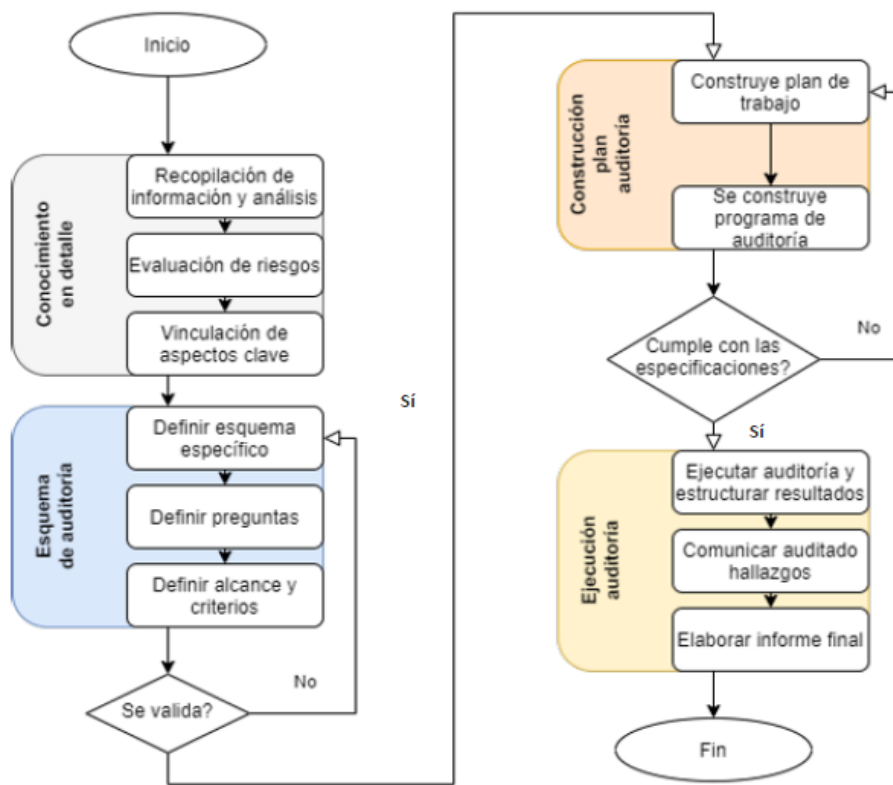 Inicio
Conocimiento
en detalle
Recopilación de
información y análisis
Evaluación de riesgos
Vinculación de
aspectos clave
Esquema
de auditoría
Definir esquema
específico
Definir preguntas
Definir alcance y
criterios
Se valida?
No
Sí
Construcción
plan
auditoria
Construye plan de
trabajo
Se construye
programa de
auditoría
Cumple con las
especificaciones?
No
Sí
Ejecución
auditoría
Ejecutar auditoría y
estructurar resultados
Comunicar auditado
hallazgos
Elaborar informe final
Fin